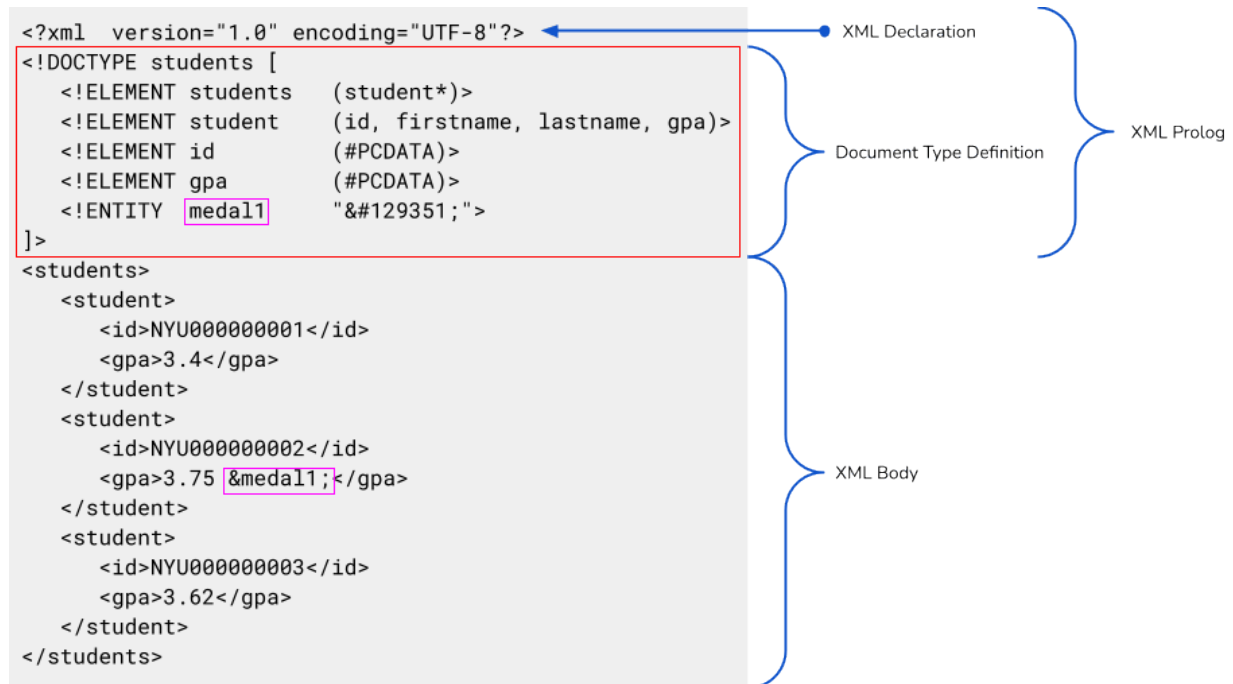 <?xml  version="1.0" encoding="UTF-8"?>
XML Declaration
<!DOCTYPE students [
   <!ELEMENT students   (student*)>
   <!ELEMENT student    (id, firstname, lastname, gpa)>
   <!ELEMENT id         (#PCDATA)>
   <!ELEMENT gpa        (#PCDATA)>
   <!ENTITY  medal1     "&#129351;">
]>
Document Type Definition
XML Prolog
<students>
   <student>
      <id>NYU000000001</id>
      <gpa>3.4</gpa>
   </student>
   <student>
      <id>NYU000000002</id>
      <gpa>3.75 &medal1;</gpa>
   </student>
   <student>
      <id>NYU000000003</id>
      <gpa>3.62</gpa>
   </student>
</students>
XML Body